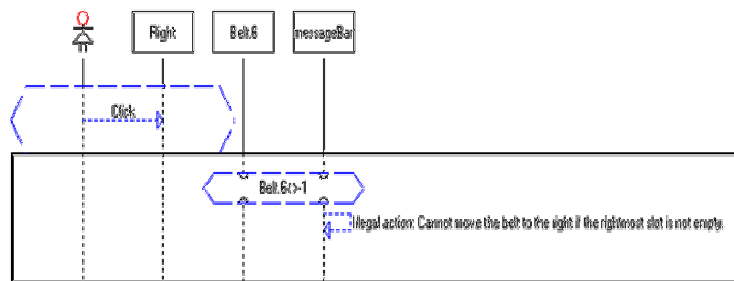 Right
Belt.6
messageBar
Click
Belt.6<>-1
Illegal action: Cannot move the belt to the right if the rightmost slot is not empty.